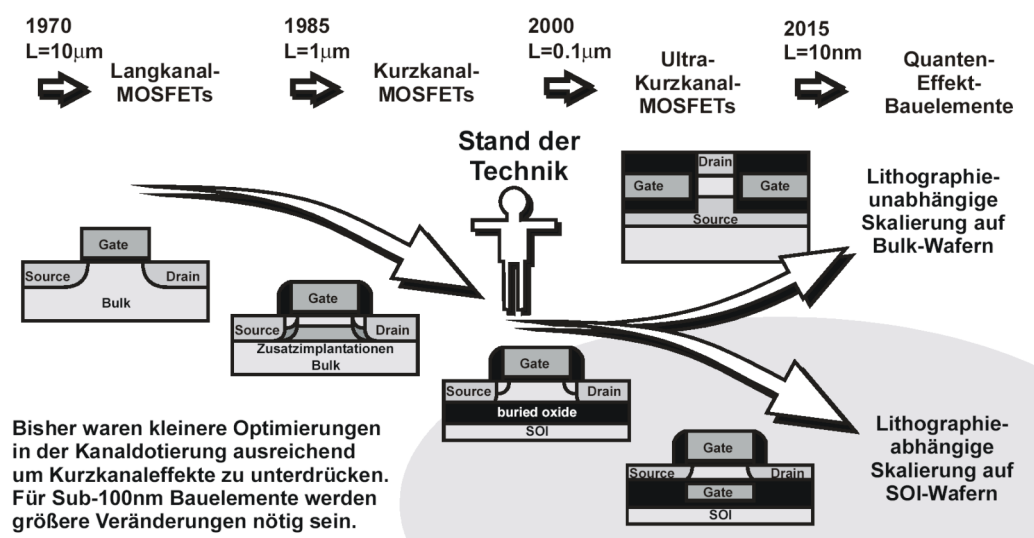 1970
L=10µm
Langkanal-
MOSFETs
1985
L=1µm
Kurzkanal-
MOSFETs
2000
L=0.1µm
Ultra-
Kurzkanal-
MOSFETs
2015
L=10nm
Quanten-
Effekt-
Bauelemente
Stand der
Technik
Drain
Gate
Gate
Source
Lithographie-
unabhängige
Skalierung auf
Bulk-Wafern
Gate
Source
Drain
Bulk
Gate
Source
Drain
Zusatzimplantationen
Bulk
Gate
Source
Drain
buried oxide
SOI
Gate
Source
Drain
Gate
SOI
Lithographie-
abhängige
Skalierung auf
SOI-Wafern
Bisher waren kleinere Optimierungen
in der Kanaldotierung ausreichend
um Kurzkanaleffekte zu unterdrücken.
Für Sub-100nm Bauelemente werden
größere Veränderungen nötig sein.